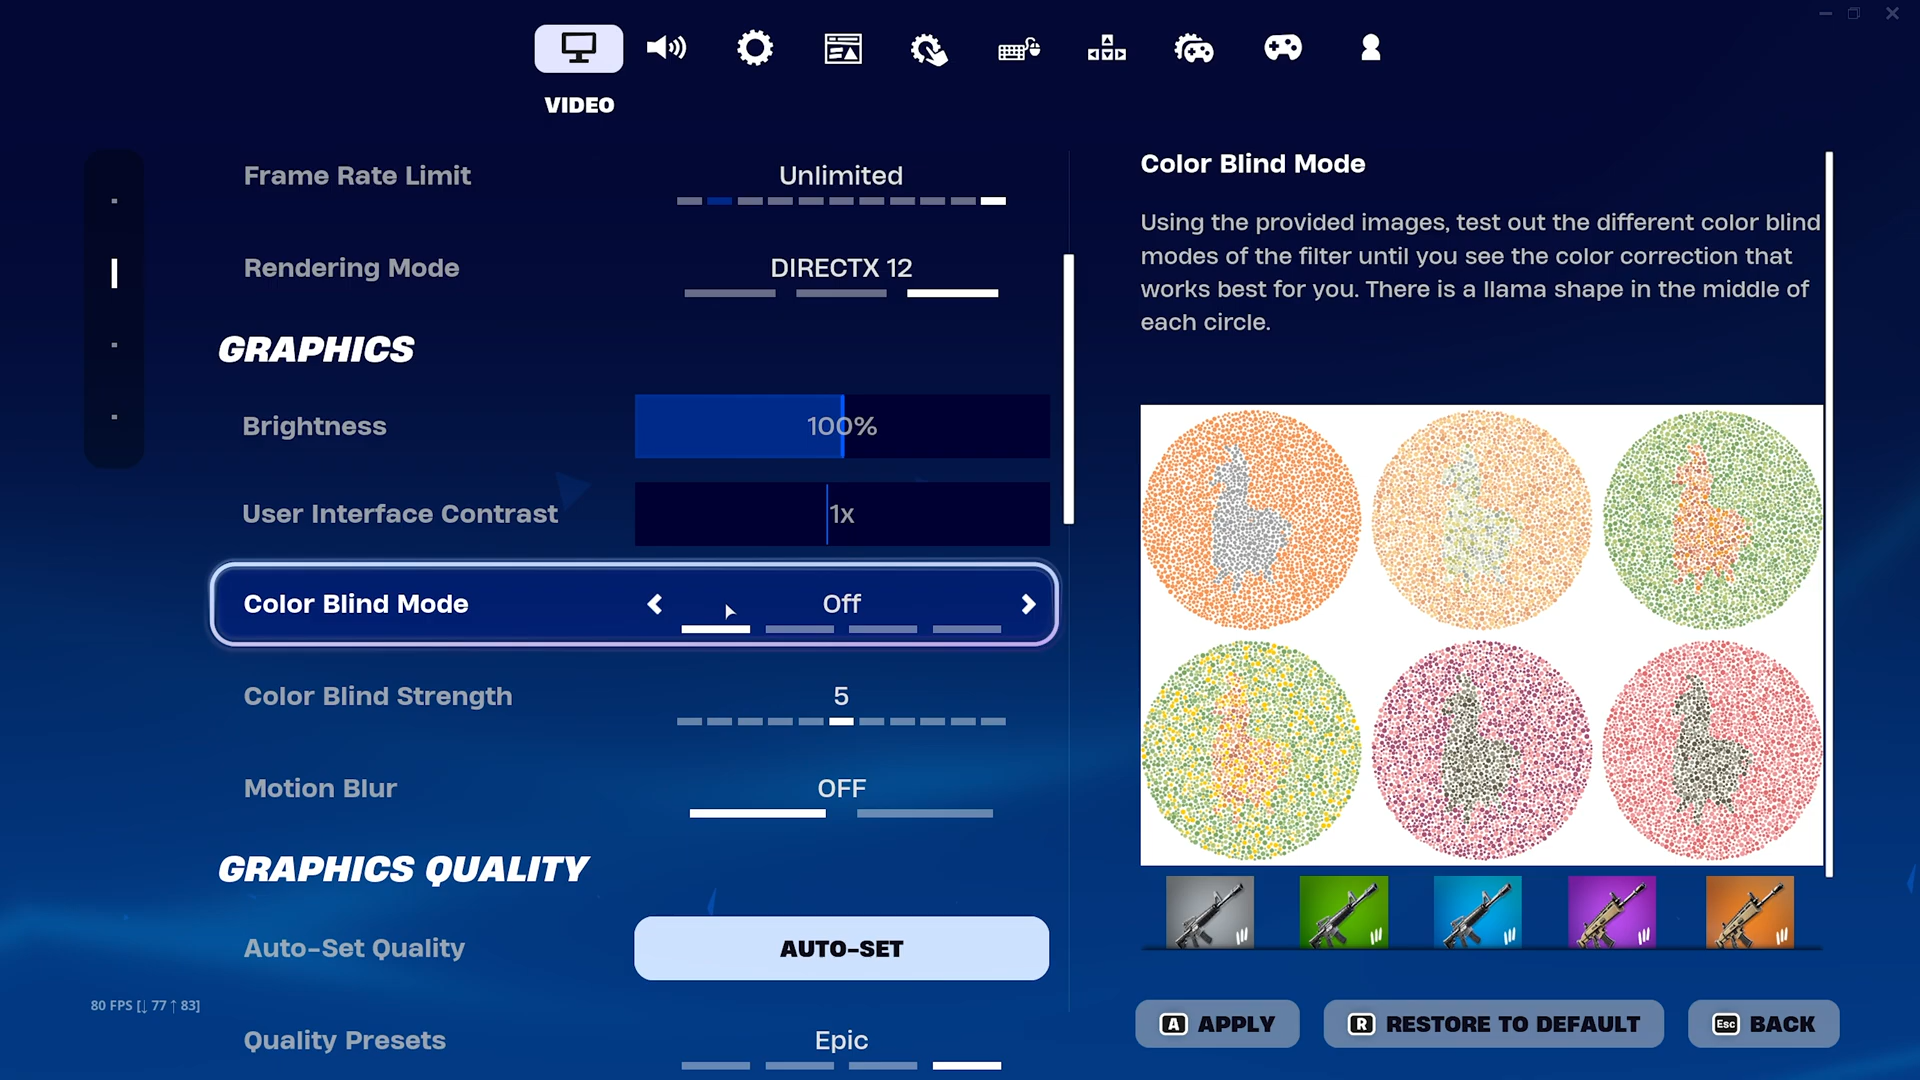 VIDEO
Frame Rate Limit
Unlimited
Rendering Mode
DIRECTX 12
GRAPHICS
Brightness
100%
User Interface Contrast
1x
Color Blind Mode
Off
Color Blind Strength
5
Motion Blur
OFF
GRAPHICS QUALITY
Auto-Set Quality
AUTO-SET
Quality Presets
Epic
80 FPS [↓ 77 ↑ 83]
Color Blind Mode
Using the provided images, test out the different color blind
modes of the filter until you see the color correction that
works best for you. There is a llama shape in the middle of
each circle.
A APPLY
R RESTORE TO DEFAULT
Esc BACK